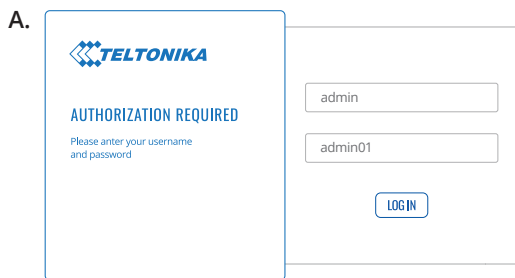 A.
TELTONIKA
AUTHORIZATION REQUIRED
Please anter your username
and password
admin
admin01
LOG IN